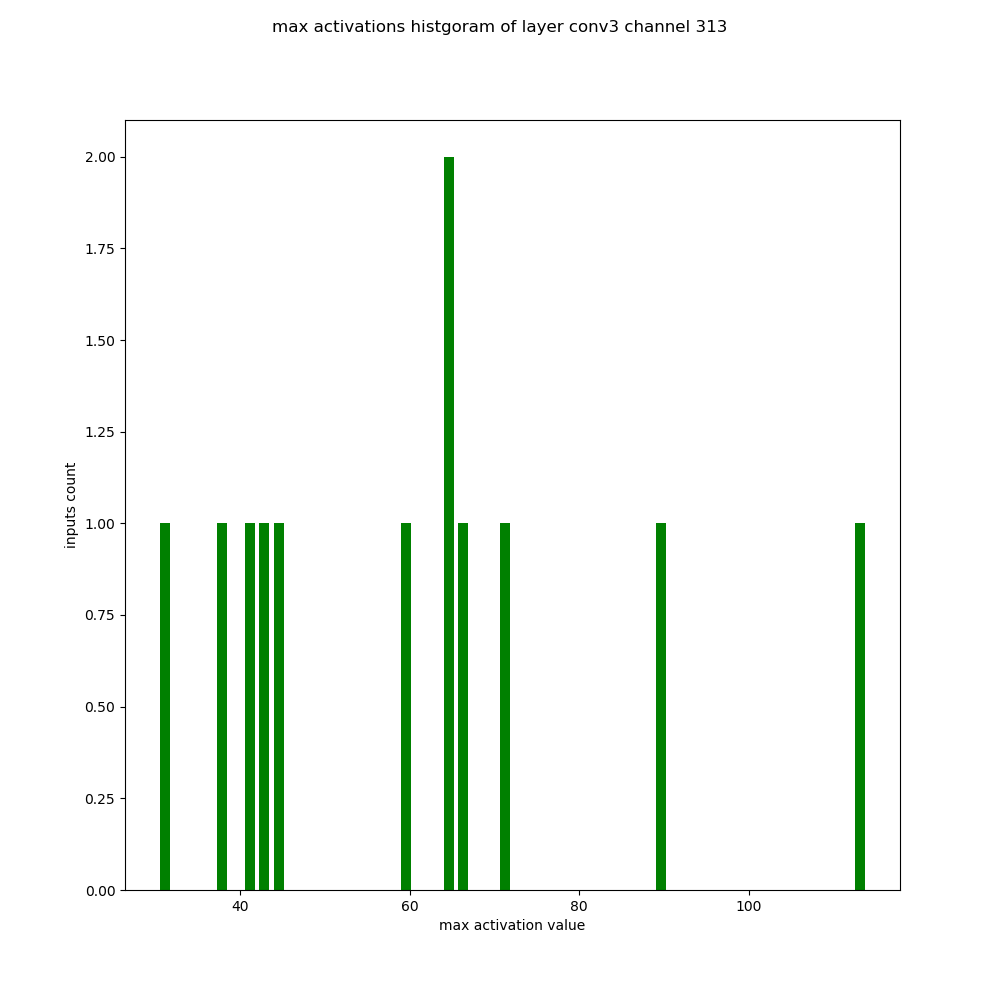 max activations histgoram of layer conv3 channel 313
2.00
1.75
1.50
1.25
1.00
0.75
0.50
0.25
0.00
inputs count
40 60 80 100
max activation value